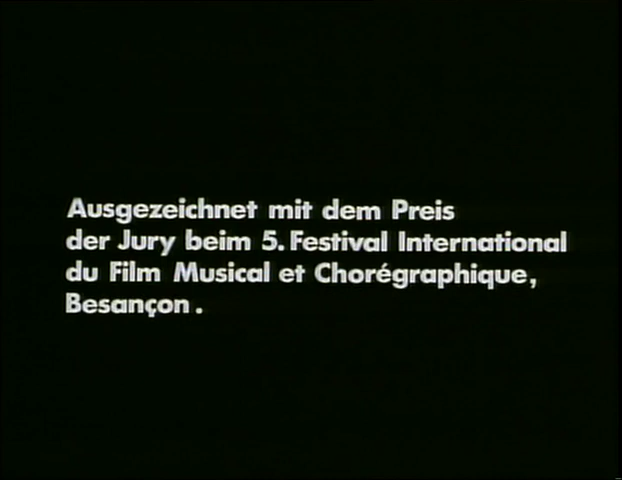 Ausgezeichnet mit dem Preis
der Jury beim 5. Festival International
du Film Musical et Chorégraphique,
Besançon.